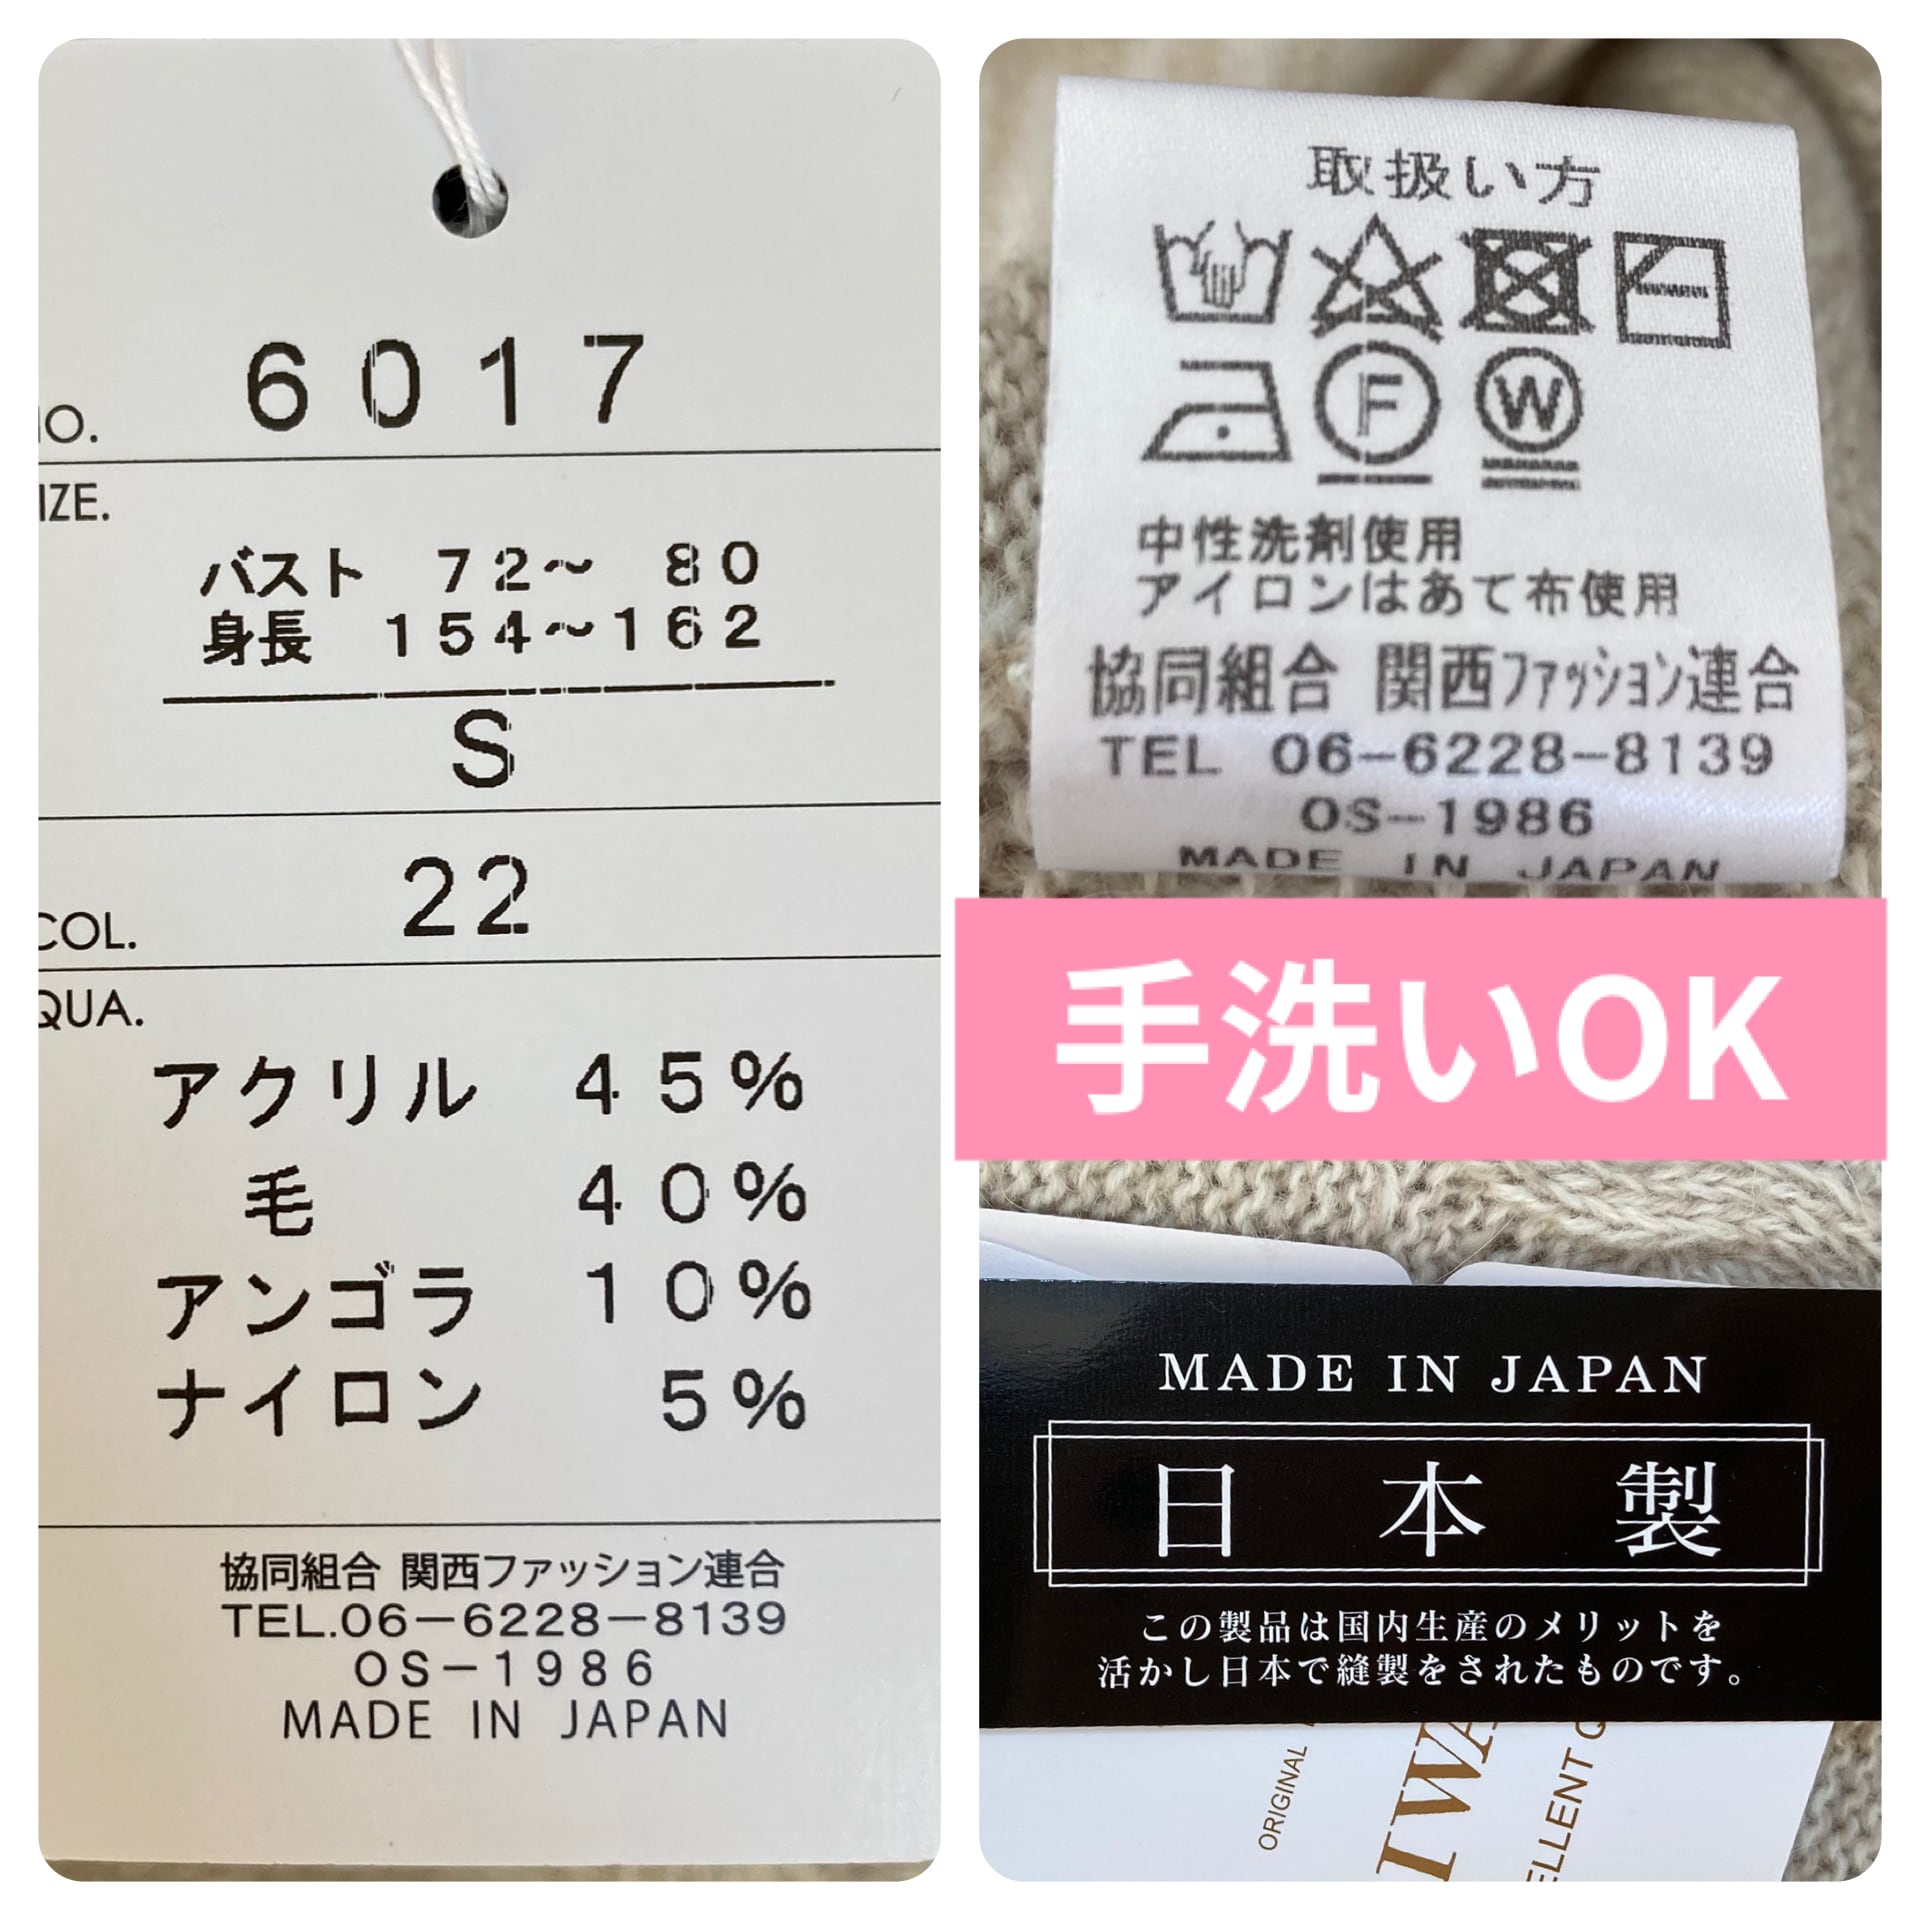 6017
SIZE.
バスト 72～ 80
身長 154～162
S
COL. 22
QUA.
アクリル 45%
毛 40%
アンゴラ 10%
ナイロン 5%
協同組合 関西ファッション連合
TEL.06－6228－8139
OS－1986
MADE IN JAPAN
取扱い方
F W
中性洗剤使用
アイロンはあて布使用
協同組合 関西ファッション連合
TEL 06－6228－8139
OS－1986
MADE IN JAPAN
手洗いOK
MADE IN JAPAN
日本製
この製品は国内生産のメリットを
活かし日本で縫製をされたものです。
ORIGINAL